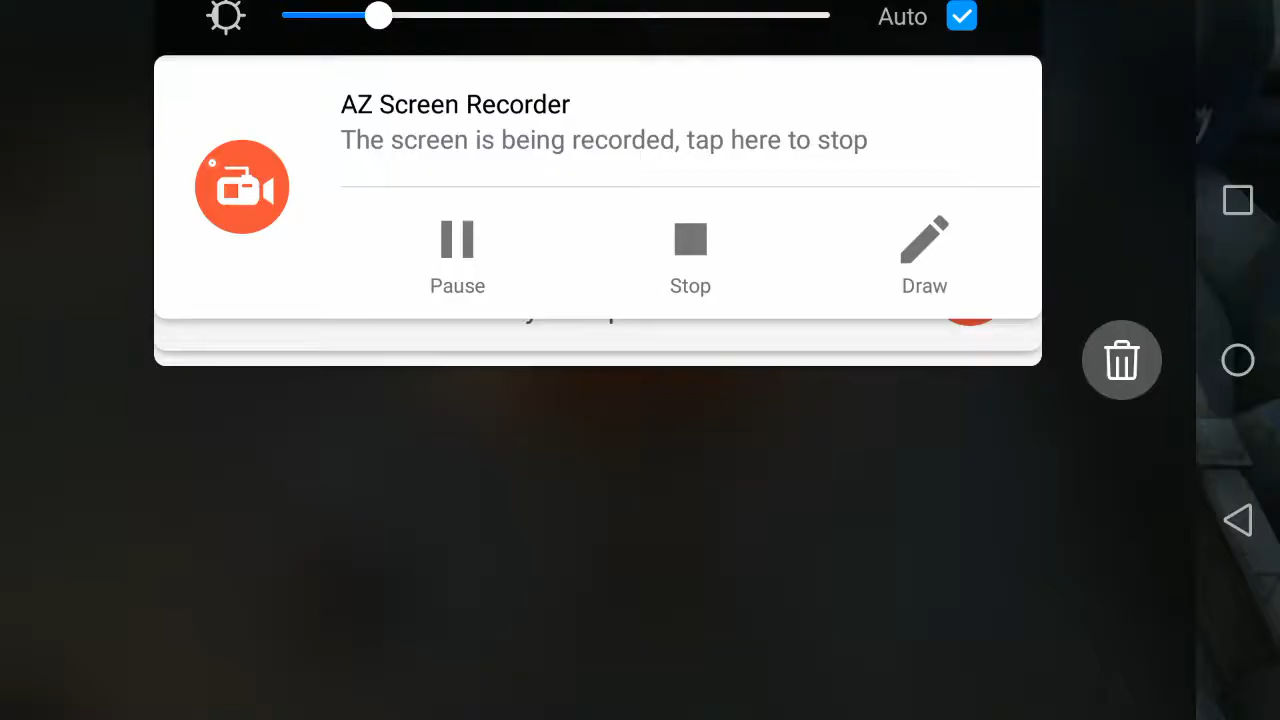 Auto
AZ Screen Recorder
The screen is being recorded, tap here to stop
Pause
Stop
Draw